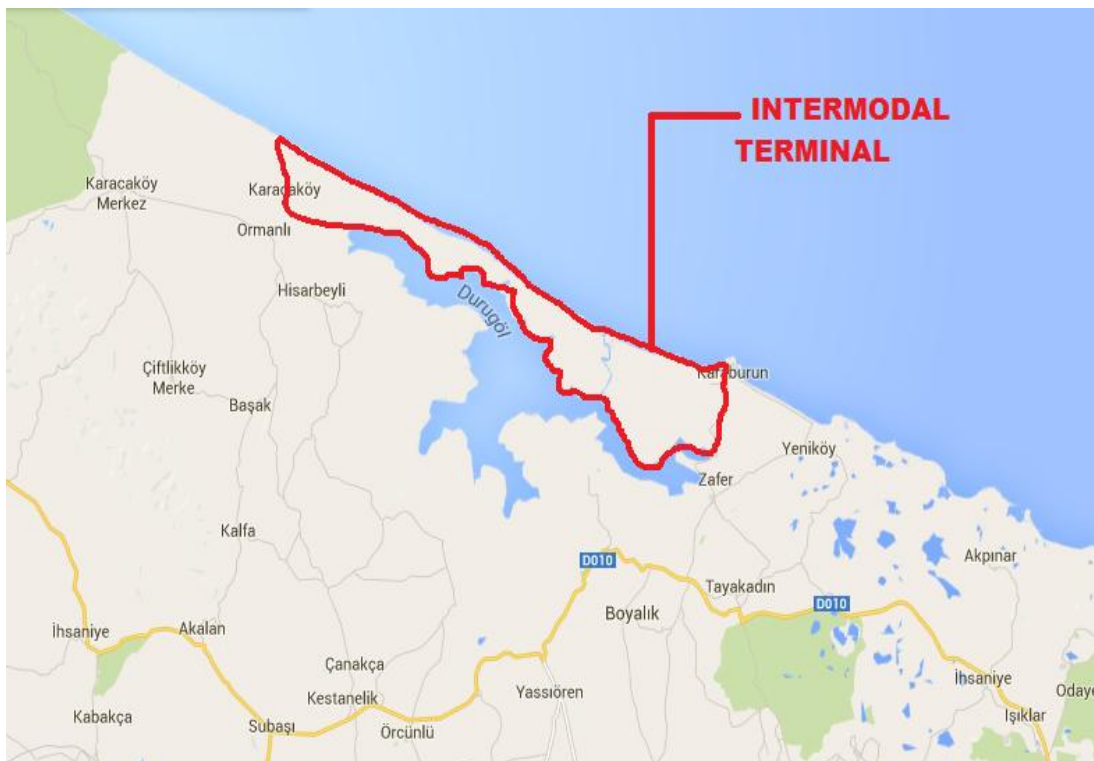 INTERMODAL
TERMINAL
Karacaköy
Merkez
Karacaköy
Ormanlı
Hisarbeyli
Durugöl
Karaburun
Çiftlikköy
Merke
Başak
Yeniköy
Zafer
Kalfa
Akpınar
D010
Tayakadın
D010
Boyalık
İhsaniye
Akalan
Çanakça
Kestanelik
Yassıören
İhsaniye
Odaye
Kabakça
Subaşı
Örcünlü
Işıklar